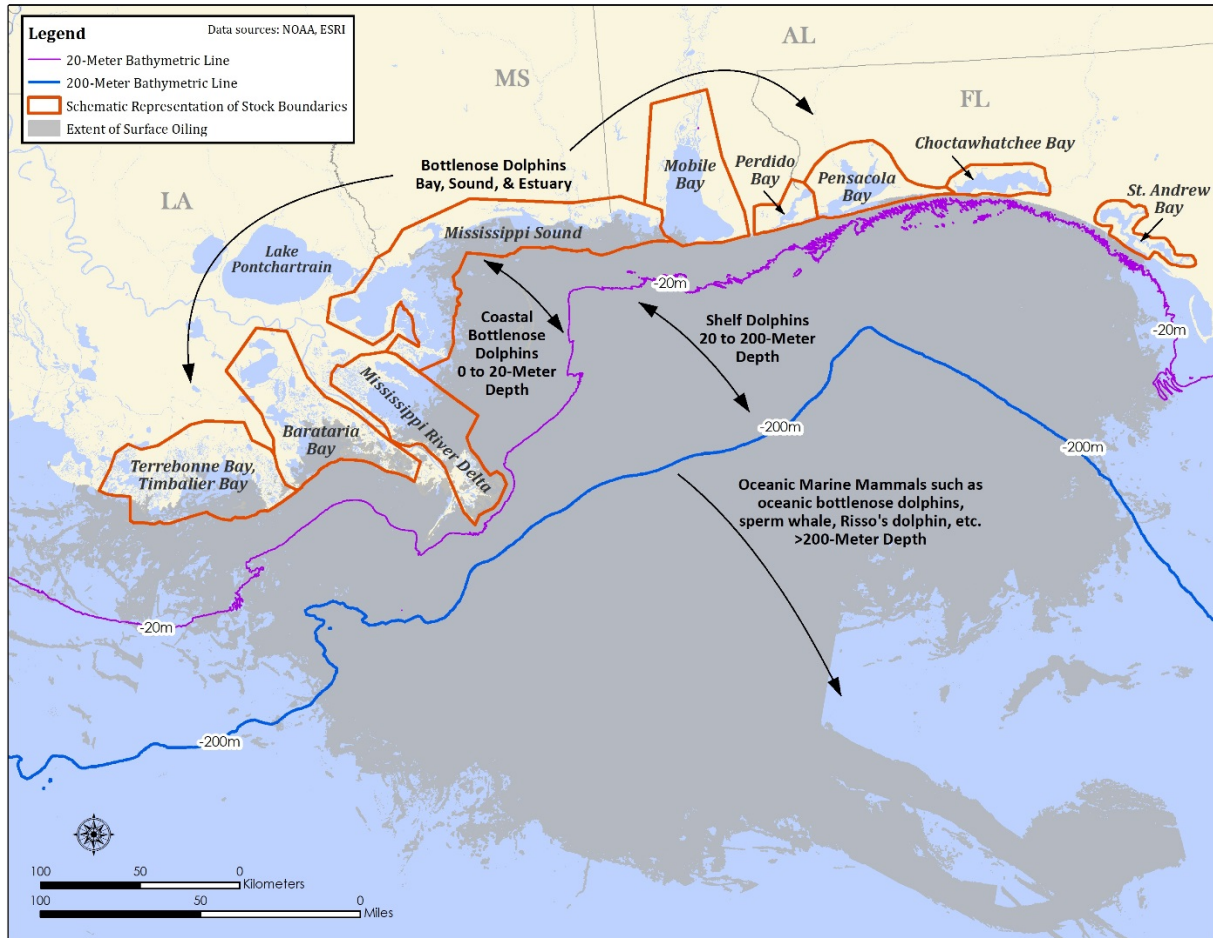 Legend
Data sources: NOAA, ESRI
20-Meter Bathymetric Line
200-Meter Bathymetric Line
Schematic Representation of Stock Boundaries
Extent of Surface Oiling
AL
MS
FL
LA
Choctawhatchee Bay
Bottlenose Dolphins
Bay, Sound, & Estuary
Mobile
Bay
Perdido
Bay
Pensacola
Bay
St. Andrew
Bay
Mississippi Sound
Lake
Pontchartrain
-20m
Coastal
Bottlenose
Dolphins
0 to 20-Meter
Depth
Shelf Dolphins
20 to 200-Meter
Depth
-20m
Mississippi River Delta
Barataria
Bay
-200m
-200m
Terrebonne Bay,
Timbalier Bay
Oceanic Marine Mammals such as
oceanic bottlenose dolphins,
sperm whale, Risso's dolphin, etc.
>200-Meter Depth
-20m
-200m
100 50 0
Kilometers
100 50 0
Miles